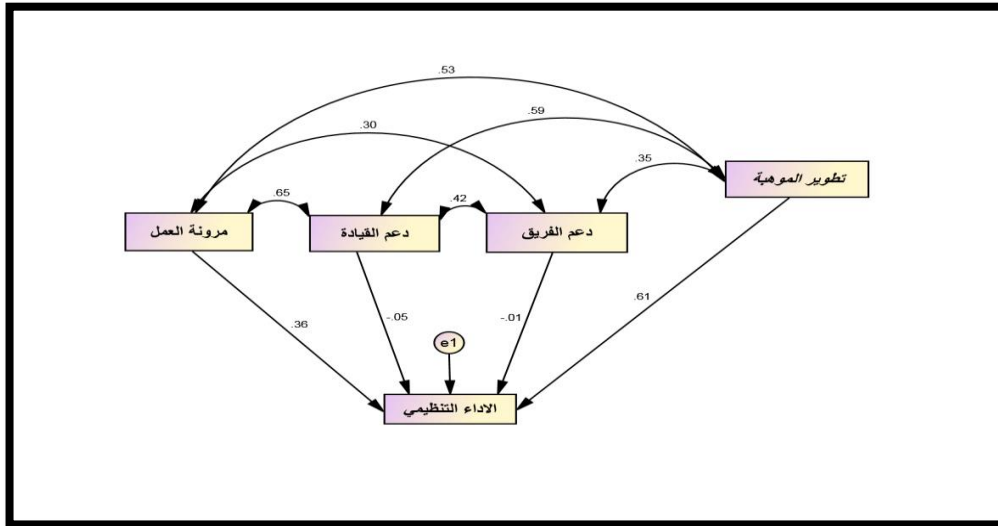 .53
.59
.30
.35
تطوير الموهبة
.65
.42
مرونة العمل
دعم القيادة
دعم الفريق
.61
.36
-.05
-.01
e1
الاداء التنظيمي